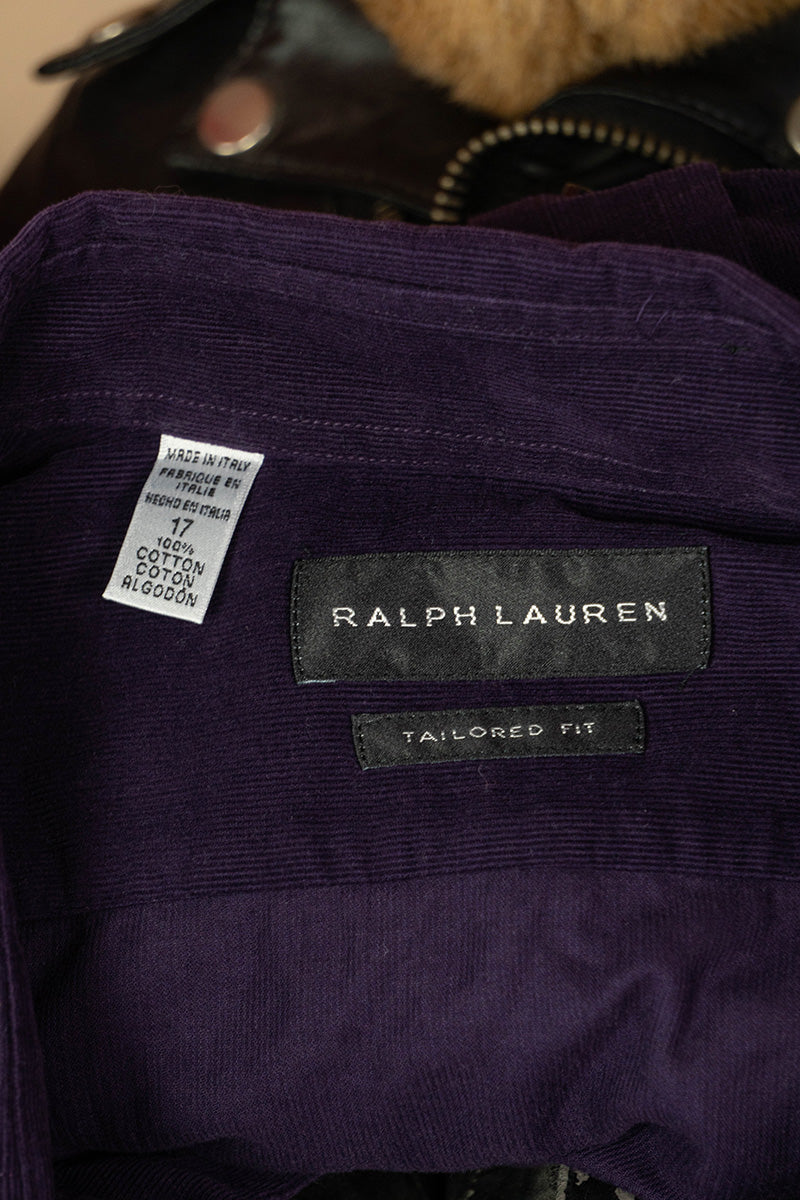 MADE IN ITALY
FABRIQUE EN
ITALIE
HECHO EN ITALIA
17
100%
COTTON
COTON
ALGODÓN
RALPH LAUREN
TAILORED FIT